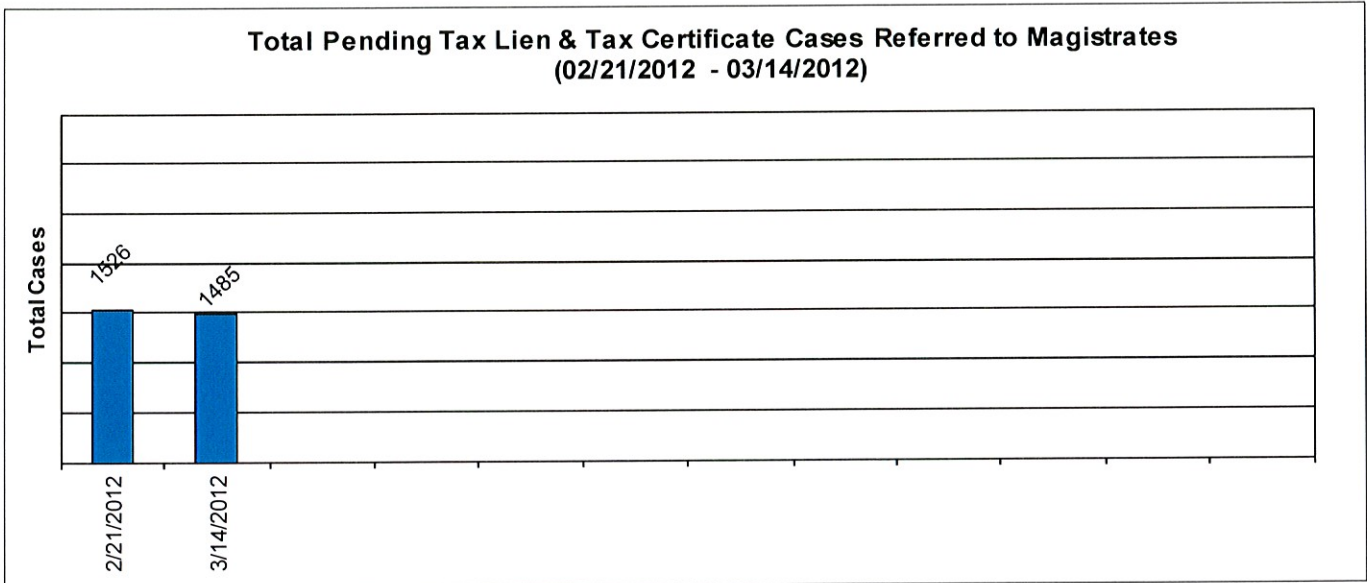 Total Pending Tax Lien & Tax Certificate Cases Referred to Magistrates
(02/21/2012 - 03/14/2012)
Total Cases
1526
1485
2/21/2012
3/14/2012